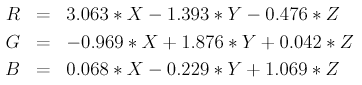 R = 3.063 * X − 1.393 * Y − 0.476 * Z
G = −0.969 * X + 1.876 * Y + 0.042 * Z
B = 0.068 * X − 0.229 * Y + 1.069 * Z